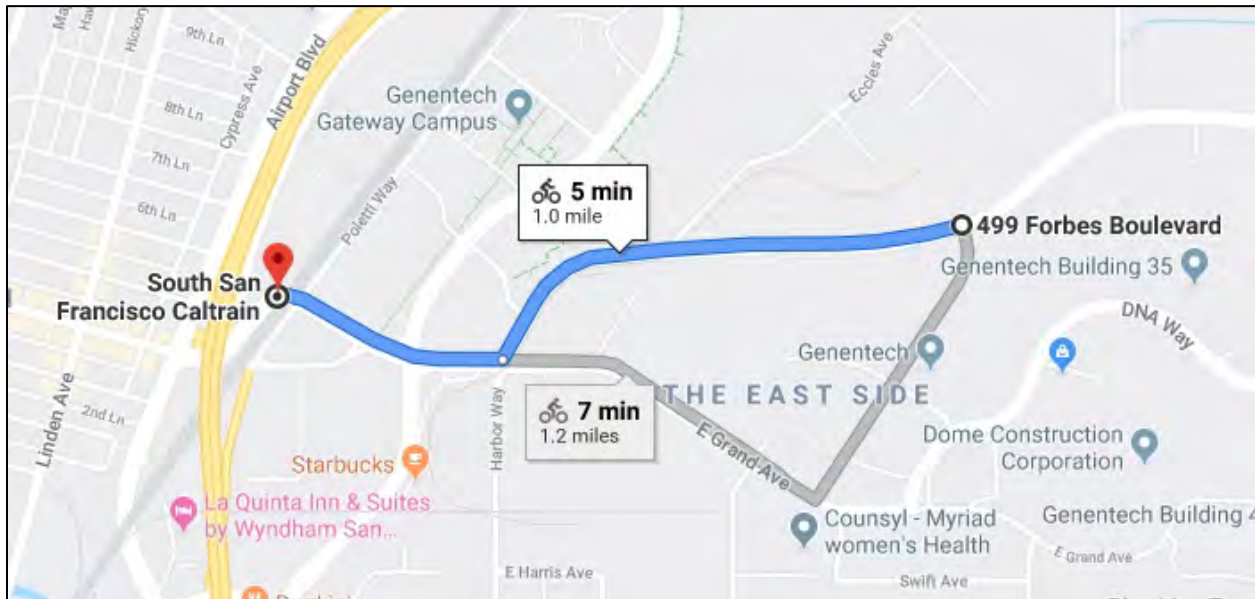 9th Ln
Hickory
Airport Blvd
Cypress Ave
8th Ln
7th Ln
6th Ln
2nd Ln
Linden Ave
Poletti Way
Genentech
Gateway Campus
Eccles Ave
5 min
1.0 mile
499 Forbes Boulevard
Genentech Building 35
South San
Francisco Caltrain
DNA Way
Genentech
THE EAST SIDE
7 min
1.2 miles
Harbor Way
E Grand Ave
Dome Construction
Corporation
Starbucks
La Quinta Inn & Suites
by Wyndham San...
Counsyl - Myriad
women's Health
Genentech Building 4
E Grand Ave
E Harris Ave
Swift Ave